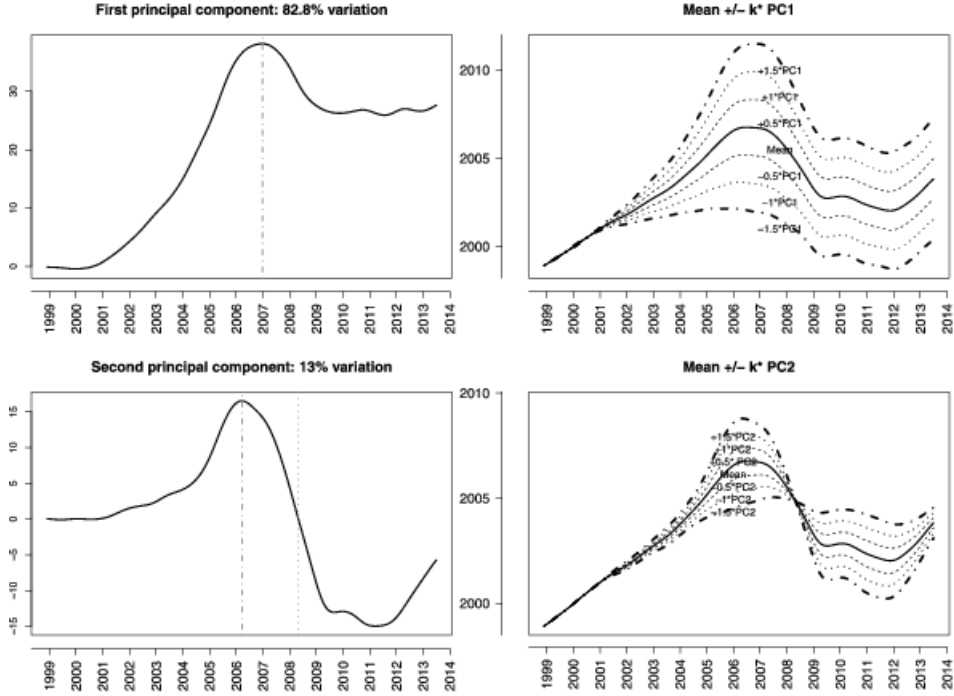 First principal component: 82.8% variation
30
20
10
0
1999 2000 2001 2002 2003 2004 2005 2006 2007 2008 2009 2010 2011 2012 2013 2014
Mean +/− k* PC1
2010
2005
2000
+1.5*PC1
+1*PC1
+0.5*PC1
Mean
−0.5*PC1
−1*PC1
−1.5*PC1
1999 2000 2001 2002 2003 2004 2005 2006 2007 2008 2009 2010 2011 2012 2013 2014
Second principal component: 13% variation
15
10
5
0
−5
−10
−15
1999 2000 2001 2002 2003 2004 2005 2006 2007 2008 2009 2010 2011 2012 2013 2014
Mean +/− k* PC2
2010
2005
2000
+1.5*PC2
+1*PC2
+0.5*PC2
Mean
−0.5*PC2
−1*PC2
1999 2000 2001 2002 2003 2004 2005 2006 2007 2008 2009 2010 2011 2012 2013 2014